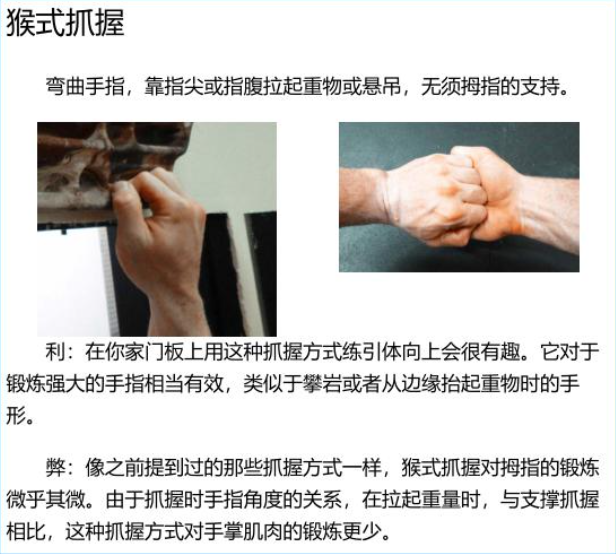 猴式抓握
弯曲手指，靠指尖或指腹拉起重物或悬吊，无须拇指的支持。
利：在你家门板上用这种抓握方式练引体向上会很有趣。它对于
锻炼强大的手指相当有效，类似于攀岩或者从边缘抬起重物时的手
形。
弊：像之前提到过的那些抓握方式一样，猴式抓握对拇指的锻炼
微乎其微。由于抓握时手指角度的关系，在拉起重量时，与支撑抓握
相比，这种抓握方式对手掌肌肉的锻炼更少。